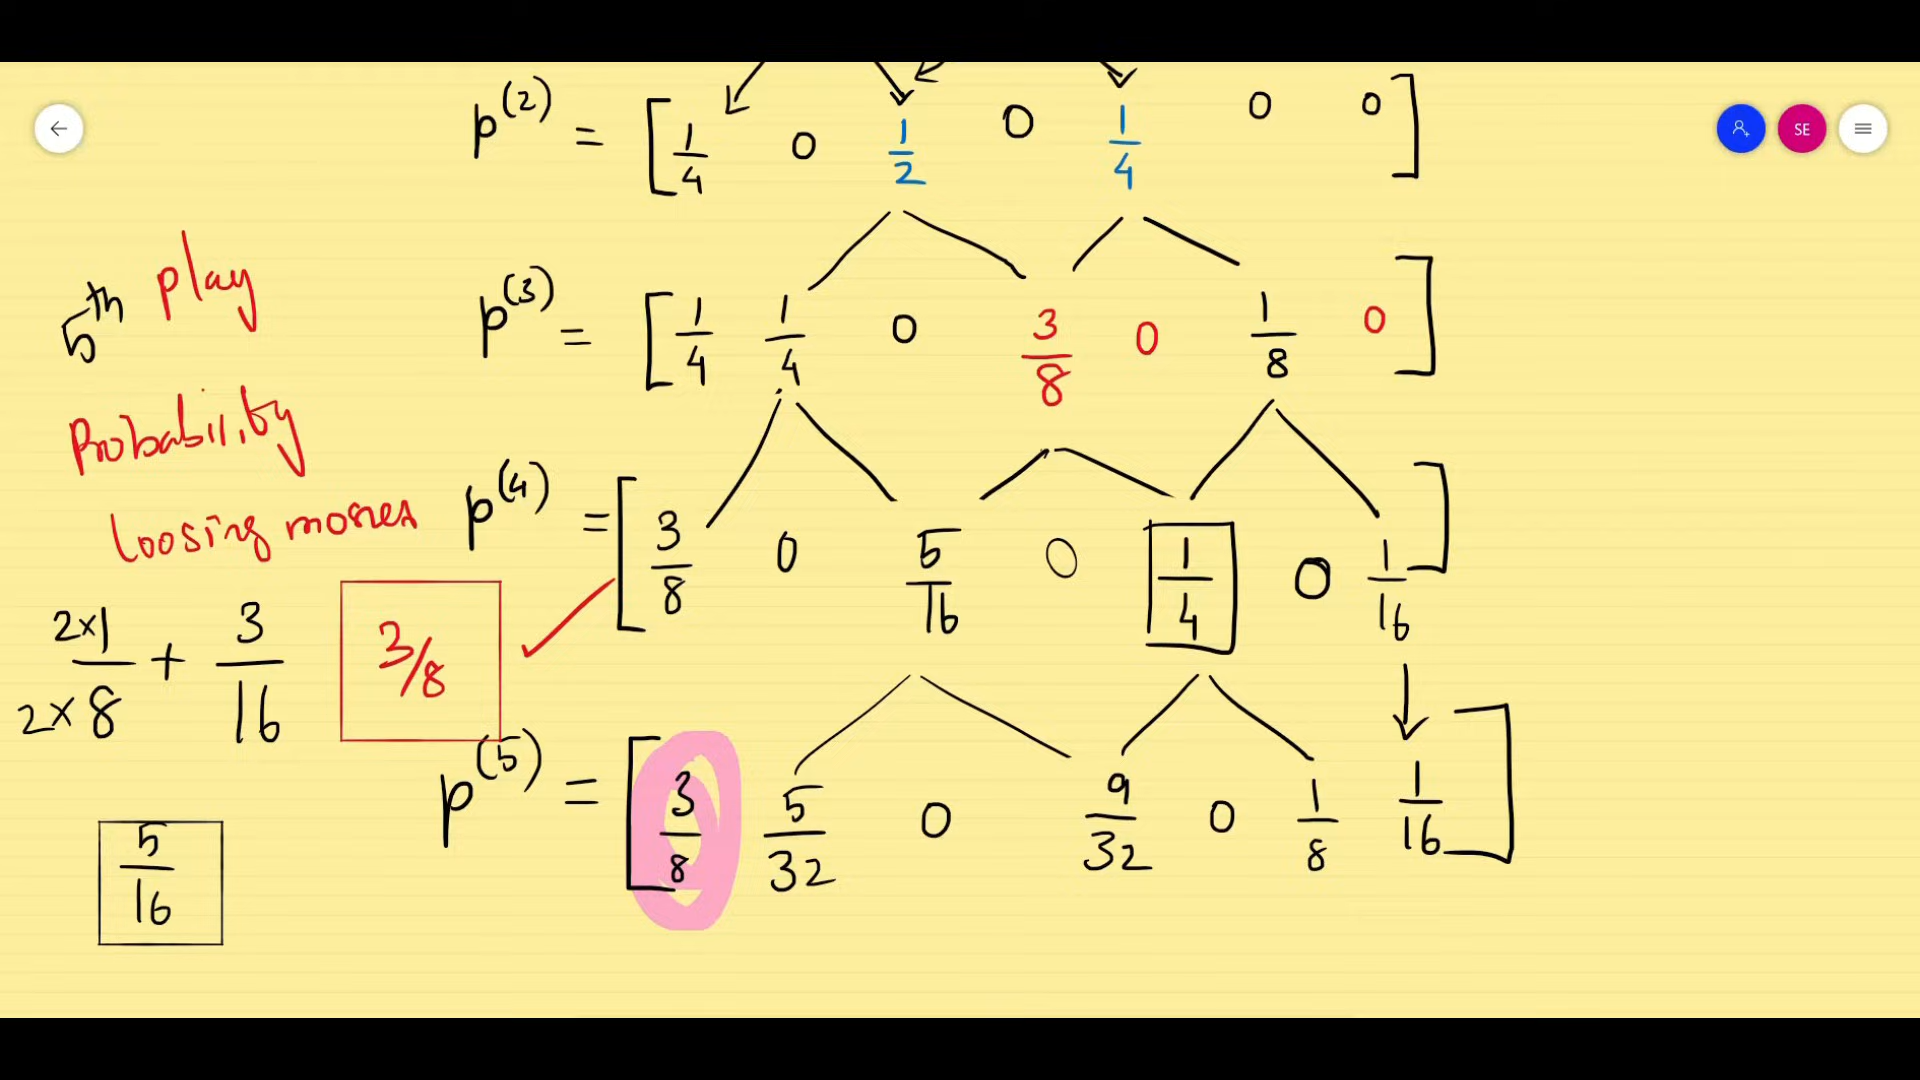 p^(2) = [1/4 0 1/2 0 1/4 0 0]
SE
5th play
p^(3) = [1/4 1/4 0 3/8 0 1/8 0]
Probability
loosing mones
p^(4) = [3/8 0 5/16 0 1/4 0 1/16]
2×1/2×8 + 3/16
3/8
p^(5) = [3/8 5/32 0 9/32 0 1/8 1/16]
5/16